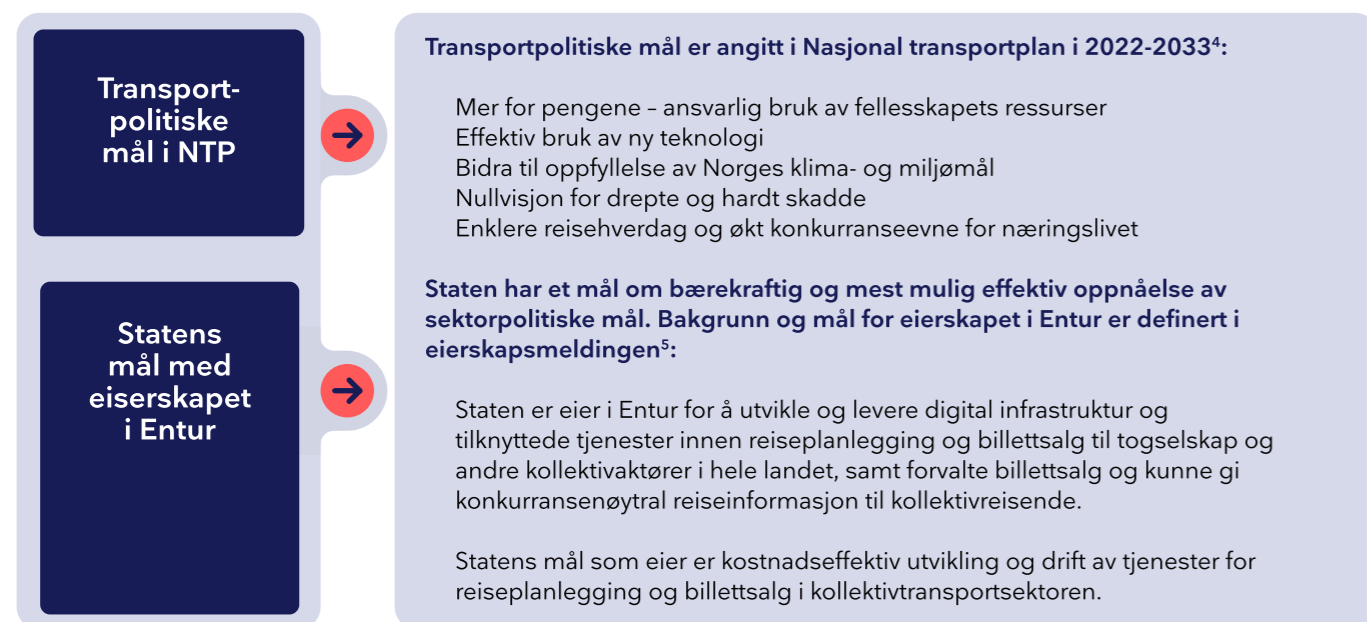 Transport-
politiske
mål i NTP
Transportpolitiske mål er angitt i Nasjonal transportplan i 2022-2033⁴:
Mer for pengene – ansvarlig bruk av fellesskapets ressurser
Effektiv bruk av ny teknologi
Bidra til oppfyllelse av Norges klima- og miljømål
Nullvisjon for drepte og hardt skadde
Enklere reisehverdag og økt konkurranseevne for næringslivet
Statens
mål med
eiserskapet
i Entur
Staten har et mål om bærekraftig og mest mulig effektiv oppnåelse av
sektorpolitiske mål. Bakgrunn og mål for eierskapet i Entur er definert i
eierskapsmeldingen⁵:
Staten er eier i Entur for å utvikle og levere digital infrastruktur og
tilknyttede tjenester innen reiseplanlegging og billettsalg til togselskap og
andre kollektivaktører i hele landet, samt forvalte billettsalg og kunne gi
konkurransenøytral reiseinformasjon til kollektivreisende.
Statens mål som eier er kostnadseffektiv utvikling og drift av tjenester for
reiseplanlegging og billettsalg i kollektivtransportsektoren.